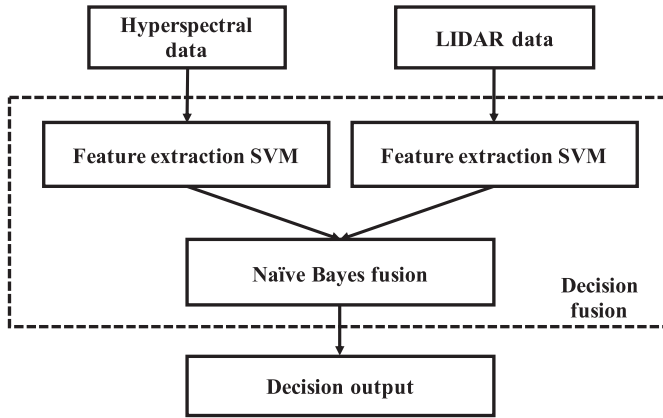 Hyperspectral
data
LIDAR data
Feature extraction SVM
Feature extraction SVM
Naïve Bayes fusion
Decision
fusion
Decision output